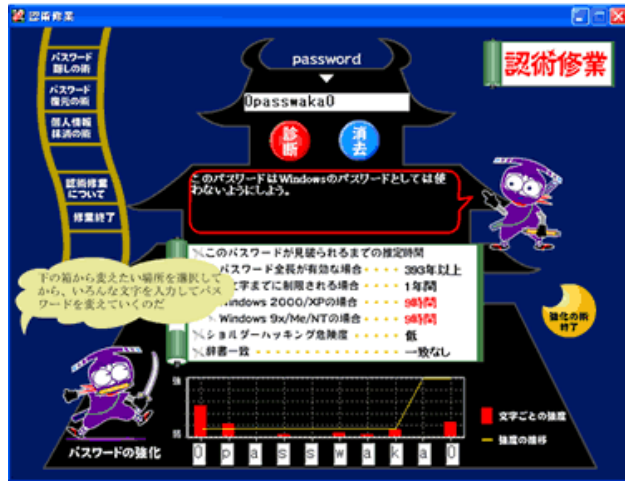 認術修業
パスワード
隠しの術
パスワード
復元の術
個人情報
抹消の術
認術修業
について
修業終了
password
0passwaka0
診断
消去
認術修業
このパスワードはWindowsのパスワードとしては使
わないようにしよう。
このパスワードが見破られるまでの推定時間
パスワード全長が有効な場合・・・・393年以上
文字までに制限される場合・・・・1年間
Windows 2000/XPの場合・・・・9時間
Windows 9x/Me/NTの場合・・・・9時間
ショルダーハッキング危険度・・・・・低
辞書一致・・・・・・・・・・・・一致なし
下の箱から変えたい場所を選択して
から、いろんな文字を入力してパス
ワードを変えていくのだ
強化の術
終了
強
弱
文字ごとの強度
強度の推移
0 p a s s w a k a 0
パスワードの強化